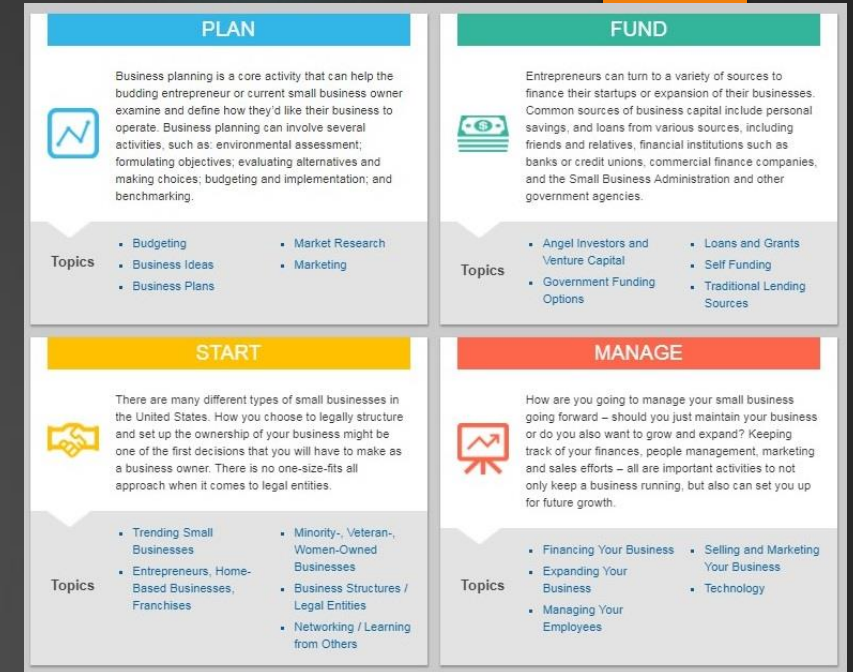 PLAN
Business planning is a core activity that can help the
budding entrepreneur or current small business owner
examine and define how they'd like their business to
operate. Business planning can involve several
activities, such as: environmental assessment;
formulating objectives; evaluating alternatives and
making choices; budgeting and implementation; and
benchmarking.
Topics
Budgeting
Business Ideas
Business Plans
Market Research
Marketing
FUND
Entrepreneurs can turn to a variety of sources to
finance their startups or expansion of their businesses.
Common sources of business capital include personal
savings, and loans from various sources, including
friends and relatives, financial institutions such as
banks or credit unions, commercial finance companies,
and the Small Business Administration and other
government agencies.
Topics
Angel Investors and
Venture Capital
Government Funding
Options
Loans and Grants
Self Funding
Traditional Lending
Sources
START
There are many different types of small businesses in
the United States. How you choose to legally structure
and set up the ownership of your business might be
one of the first decisions that you will have to make as
a business owner. There is no one-size-fits all
approach when it comes to legal entities.
Topics
Trending Small
Businesses
Entrepreneurs, Home-
Based Businesses,
Franchises
Minority-, Veteran-,
Women-Owned
Businesses
Business Structures /
Legal Entities
Networking / Learning
from Others
MANAGE
How are you going to manage your small business
going forward – should you just maintain your business
or do you also want to grow and expand? Keeping
track of your finances, people management, marketing
and sales efforts – all are important activities to not
only keep a business running, but also can set you up
for future growth.
Topics
Financing Your Business
Expanding Your
Business
Managing Your
Employees
Selling and Marketing
Your Business
Technology